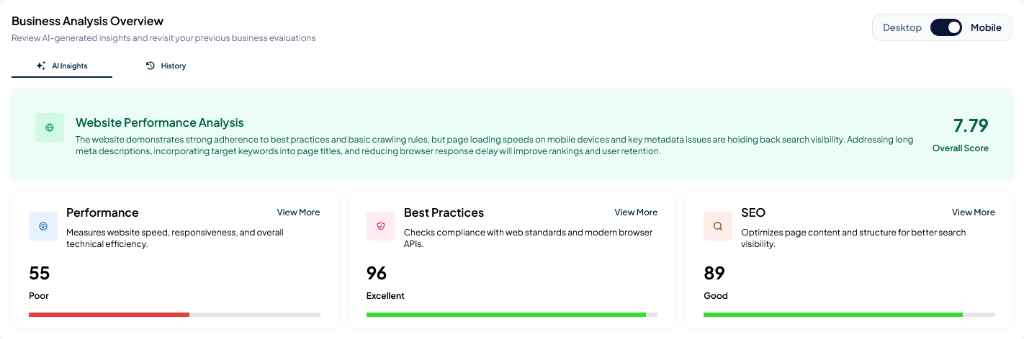 Business Analysis Overview
Review AI-generated insights and revisit your previous business evaluations
Desktop
Mobile
AI Insights
History
Website Performance Analysis
The website demonstrates strong adherence to best practices and basic crawling rules, but page loading speeds on mobile devices and key metadata issues are holding back search visibility. Addressing long
meta descriptions, incorporating target keywords into page titles, and reducing browser response delay will improve rankings and user retention.
7.79
Overall Score
Performance
View More
Measures website speed, responsiveness, and overall
technical efficiency.
55
Poor
Best Practices
View More
Checks compliance with web standards and modern browser
APIs.
96
Excellent
SEO
View More
Optimizes page content and structure for better search
visibility.
89
Good